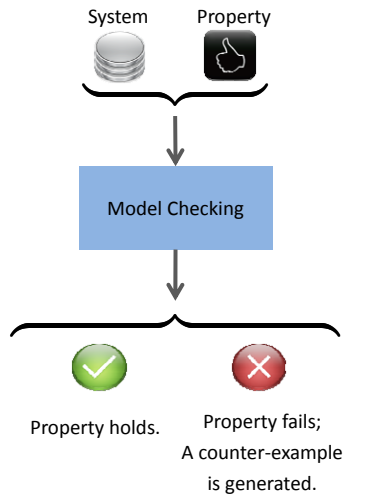 System Property
Model Checking
Property holds.
Property fails;
A counter-example
is generated.